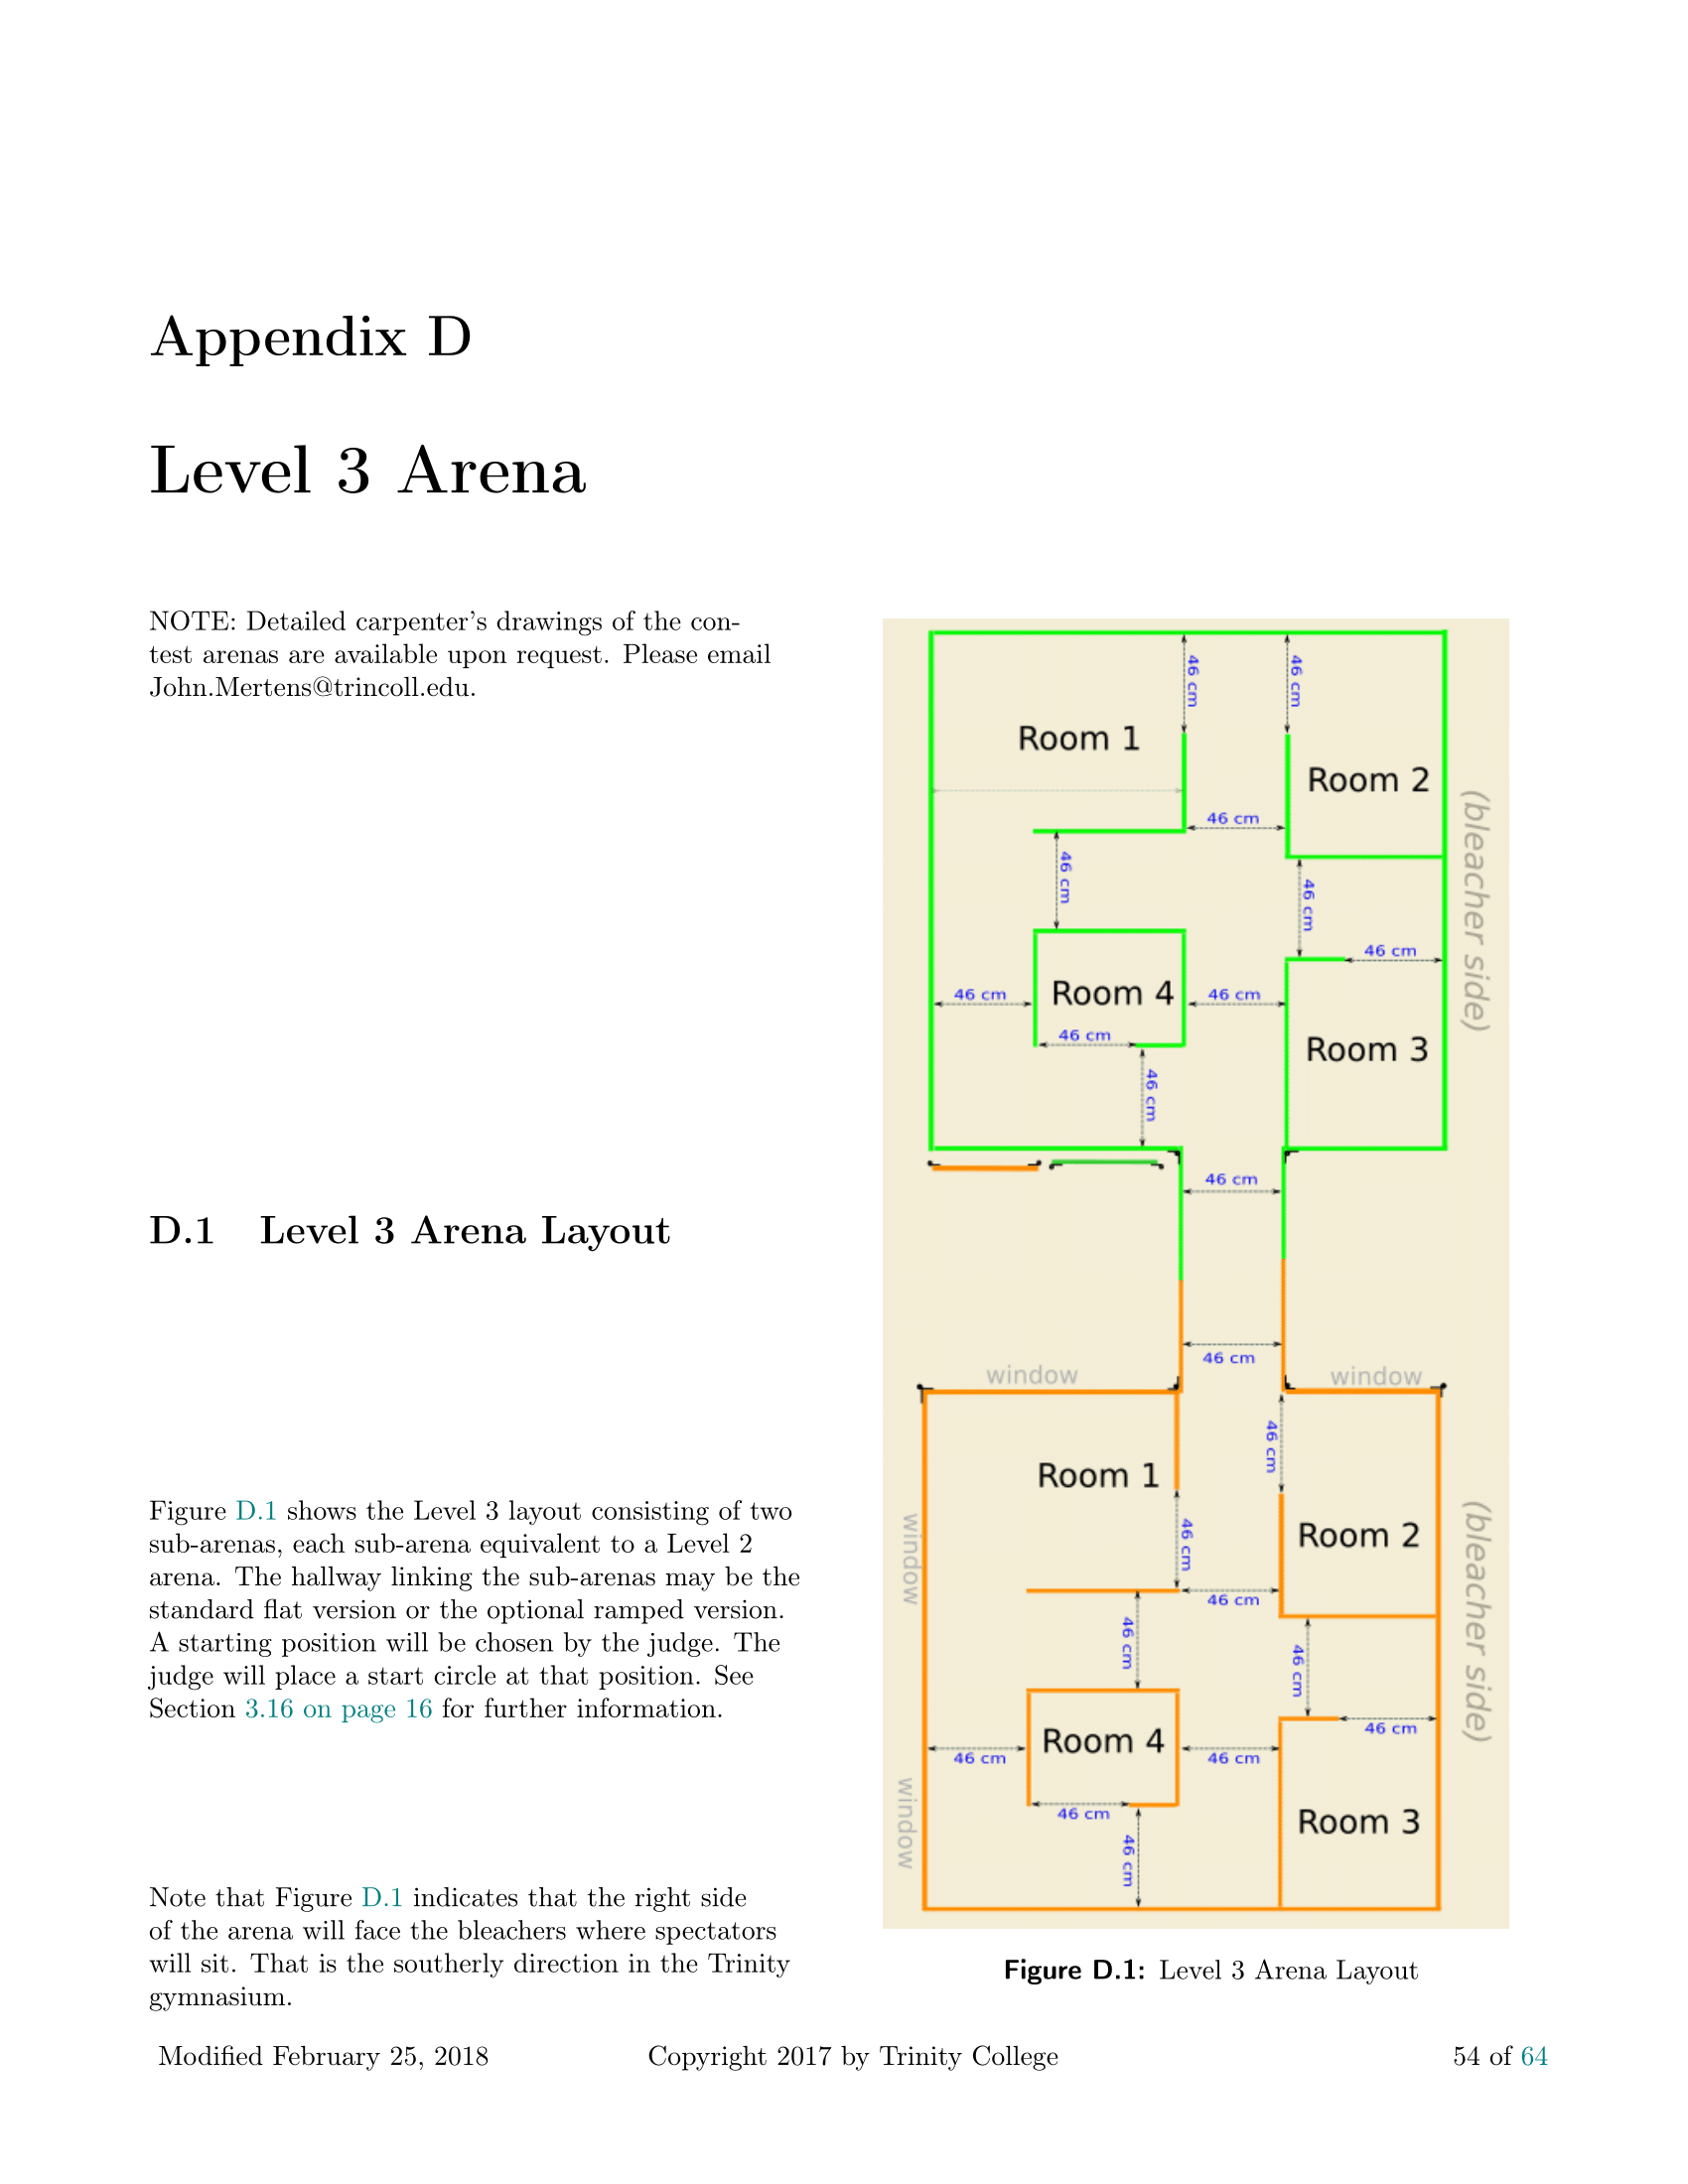 Appendix D
Level 3 Arena
NOTE: Detailed carpenter's drawings of the con-
test arenas are available upon request. Please email
John.Mertens@trincoll.edu.
D.1 Level 3 Arena Layout
Figure D.1 shows the Level 3 layout consisting of two
sub-arenas, each sub-arena equivalent to a Level 2
arena. The hallway linking the sub-arenas may be the
standard flat version or the optional ramped version.
A starting position will be chosen by the judge. The
judge will place a start circle at that position. See
Section 3.16 on page 16 for further information.
Note that Figure D.1 indicates that the right side
of the arena will face the bleachers where spectators
will sit. That is the southerly direction in the Trinity
gymnasium.
46 cm
46 cm
Room 1
Room 2
46 cm
(bleacher side)
46 cm
46 cm
46 cm
Room 4
46 cm
46 cm
46 cm
Room 3
46 cm
46 cm
46 cm
window
window
46 cm
Room 1
46 cm
Room 2
window
46 cm
(bleacher side)
46 cm
46 cm
46 cm
Room 4
46 cm
46 cm
window
46 cm
Room 3
46 cm
Figure D.1: Level 3 Arena Layout
Modified February 25, 2018 Copyright 2017 by Trinity College 54 of 64